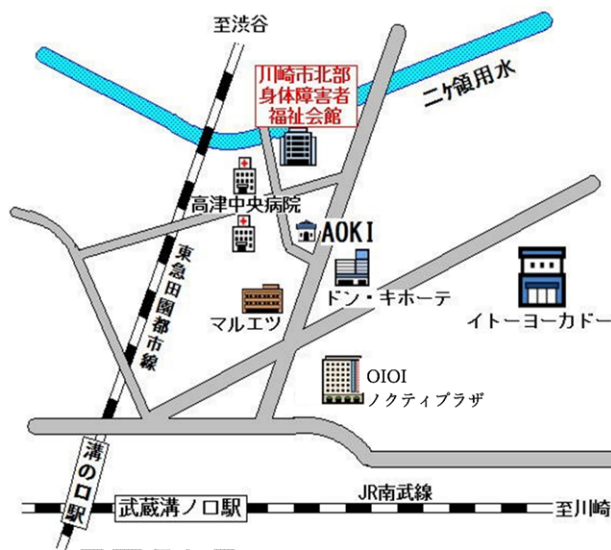 至渋谷
川崎市北部
身体障害者
福祉会館
二ケ領用水
高津中央病院
AOKI
東急田園都市線
ドン・キホーテ
マルエツ
イトーヨーカドー
OIOI
ノクティプラザ
溝の口駅
JR南武線
武蔵溝ノ口駅
至川崎